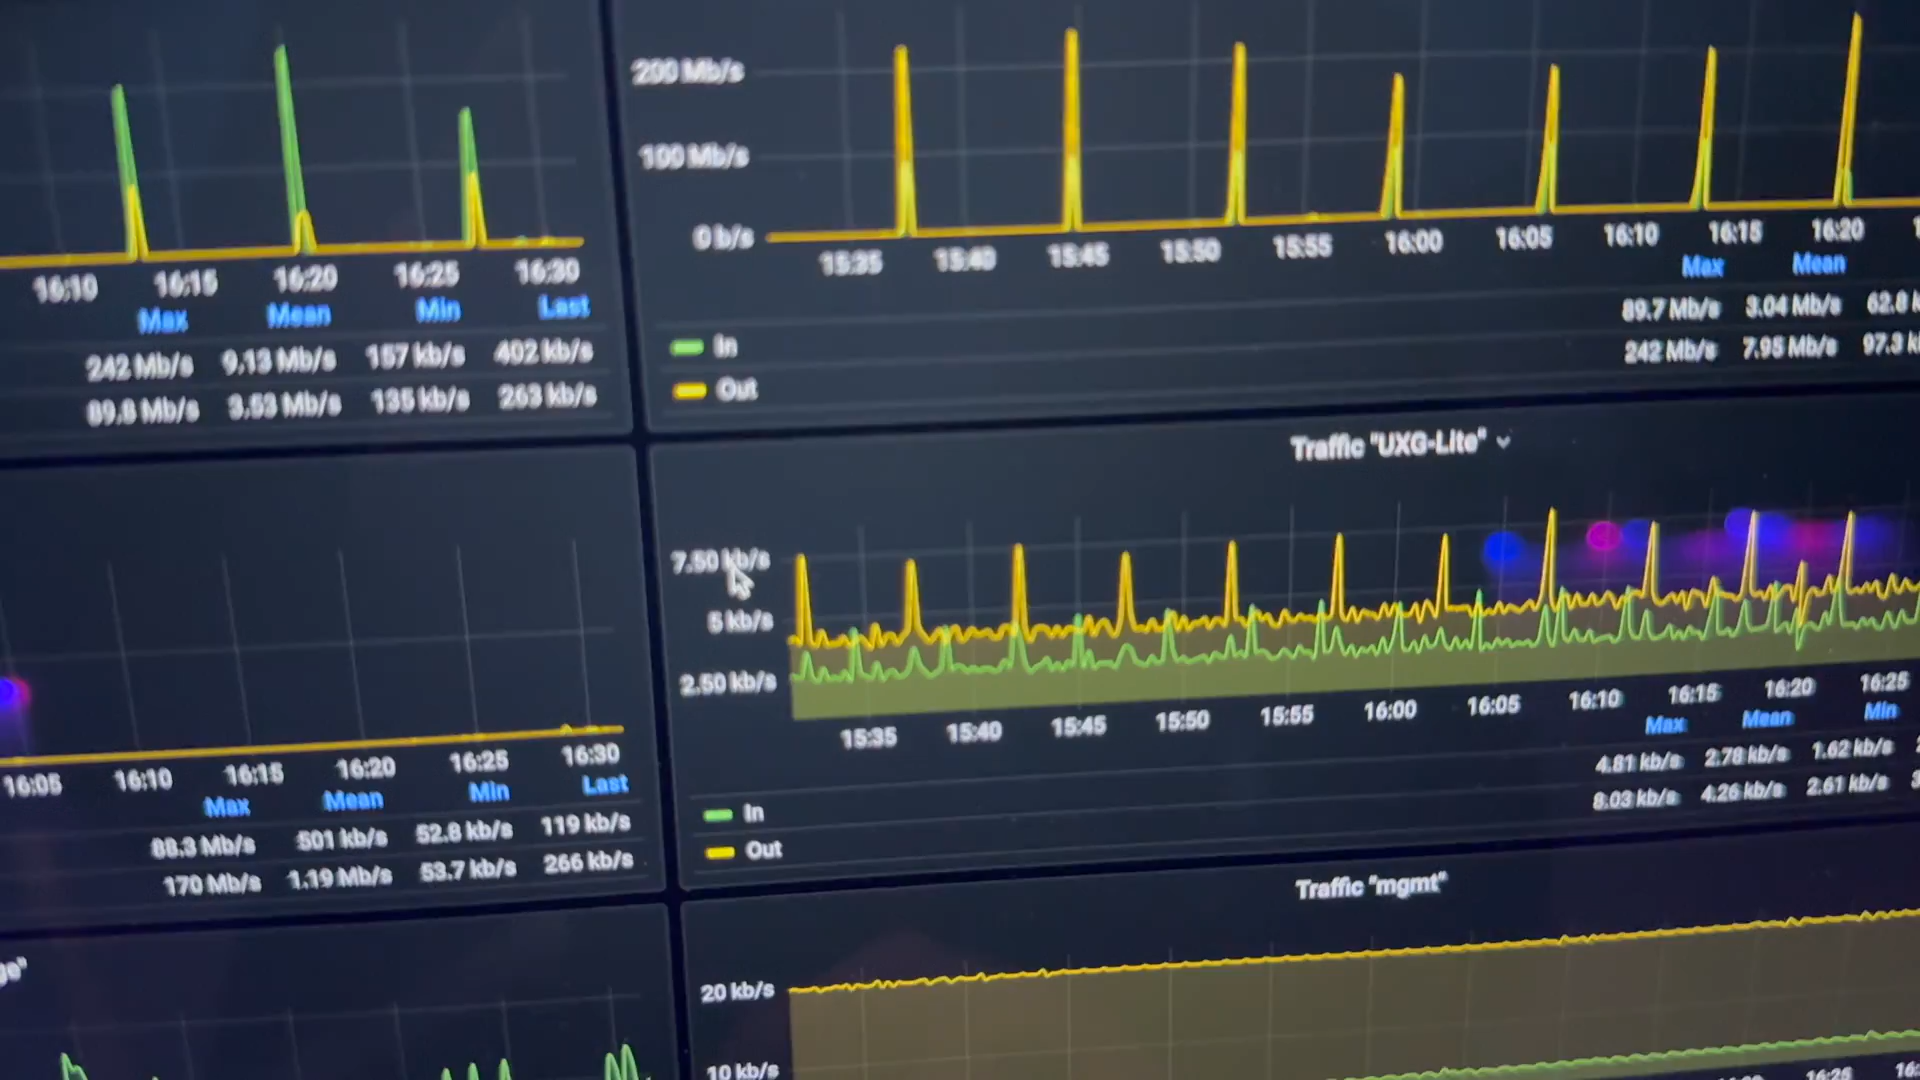 16:10 16:15 16:20 16:25 16:30
Max Mean Min Last
242 Mb/s 9.13 Mb/s 157 kb/s 402 kb/s
89.8 Mb/s 3.53 Mb/s 135 kb/s 263 kb/s
200 Mb/s
100 Mb/s
0 b/s
15:35 15:40 15:45 15:50 15:55 16:00 16:05 16:10 16:15 16:20
Max Mean
In 89.7 Mb/s 3.04 Mb/s 62.8
Out 242 Mb/s 7.95 Mb/s 97.3
16:05 16:10 16:15 16:20 16:25 16:30
Max Mean Min Last
88.3 Mb/s 501 kb/s 52.8 kb/s 119 kb/s
170 Mb/s 1.19 Mb/s 53.7 kb/s 266 kb/s
Traffic "UXG-Lite"
7.50 kb/s
5 kb/s
2.50 kb/s
15:35 15:40 15:45 15:50 15:55 16:00 16:05 16:10 16:15 16:20 16:25
Max Mean Min
In 4.81 kb/s 2.78 kb/s 1.62 kb/s
Out 8.03 kb/s 4.26 kb/s 2.61 kb/s
Traffic "mgmt"
20 kb/s
10 kb/s
16:25